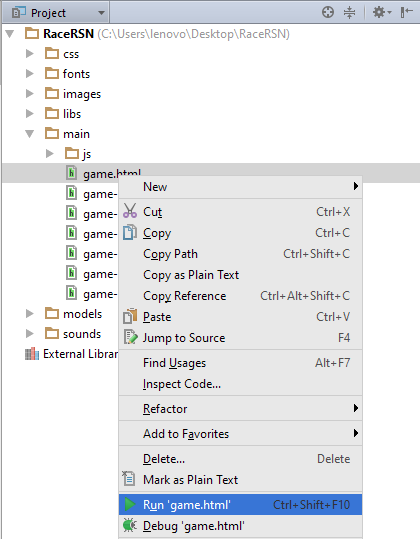 Project
RaceRSN (C:\Users\lenovo\Desktop\RaceRSN)
css
fonts
images
libs
main
js
game.html
game-
game-
game-
game-
game-
game-
models
sounds
External Librar
New
Cut Ctrl+X
Copy Ctrl+C
Copy Path Ctrl+Shift+C
Copy as Plain Text
Copy Reference Ctrl+Alt+Shift+C
Paste Ctrl+V
Jump to Source F4
Find Usages Alt+F7
Inspect Code...
Refactor
Add to Favorites
Delete... Delete
Mark as Plain Text
Run 'game.html' Ctrl+Shift+F10
Debug 'game.html'